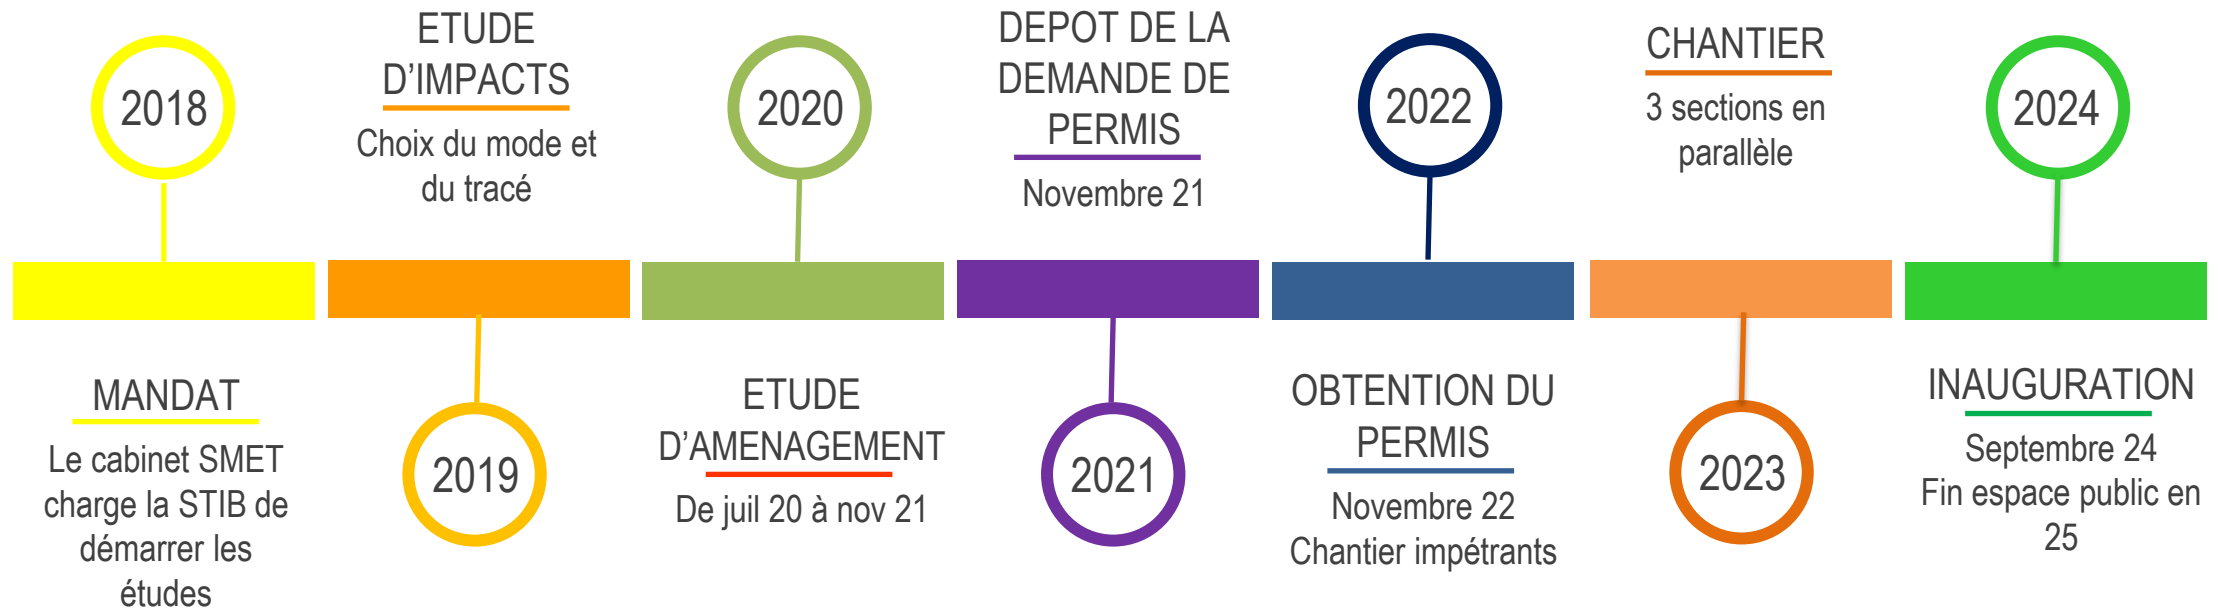 2018
MANDAT
Le cabinet SMET
charge la STIB de
démarrer les
études
ETUDE
D’IMPACTS
Choix du mode et
du tracé
2019
2020
ETUDE
D’AMENAGEMENT
De juil 20 à nov 21
DEPOT DE LA
DEMANDE DE
PERMIS
Novembre 21
2021
2022
OBTENTION DU
PERMIS
Novembre 22
Chantier impétrants
CHANTIER
3 sections en
parallèle
2023
2024
INAUGURATION
Septembre 24
Fin espace public en
25